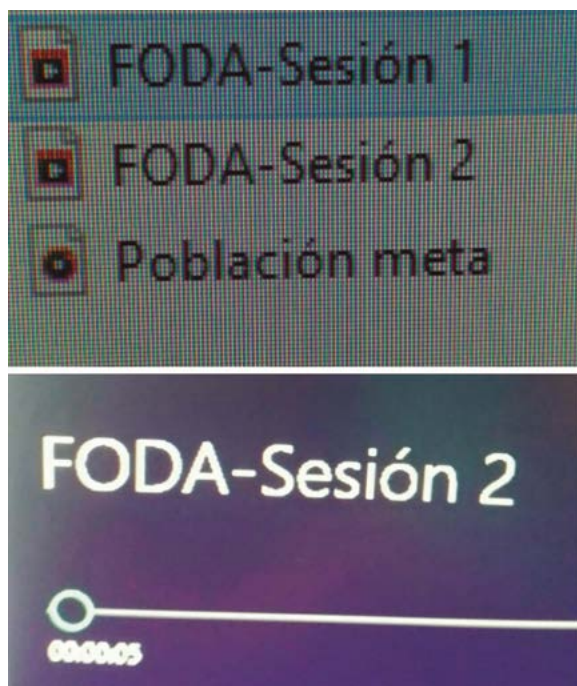 FODA-Sesión 1
FODA-Sesión 2
Población meta
FODA-Sesión 2
00:00:05